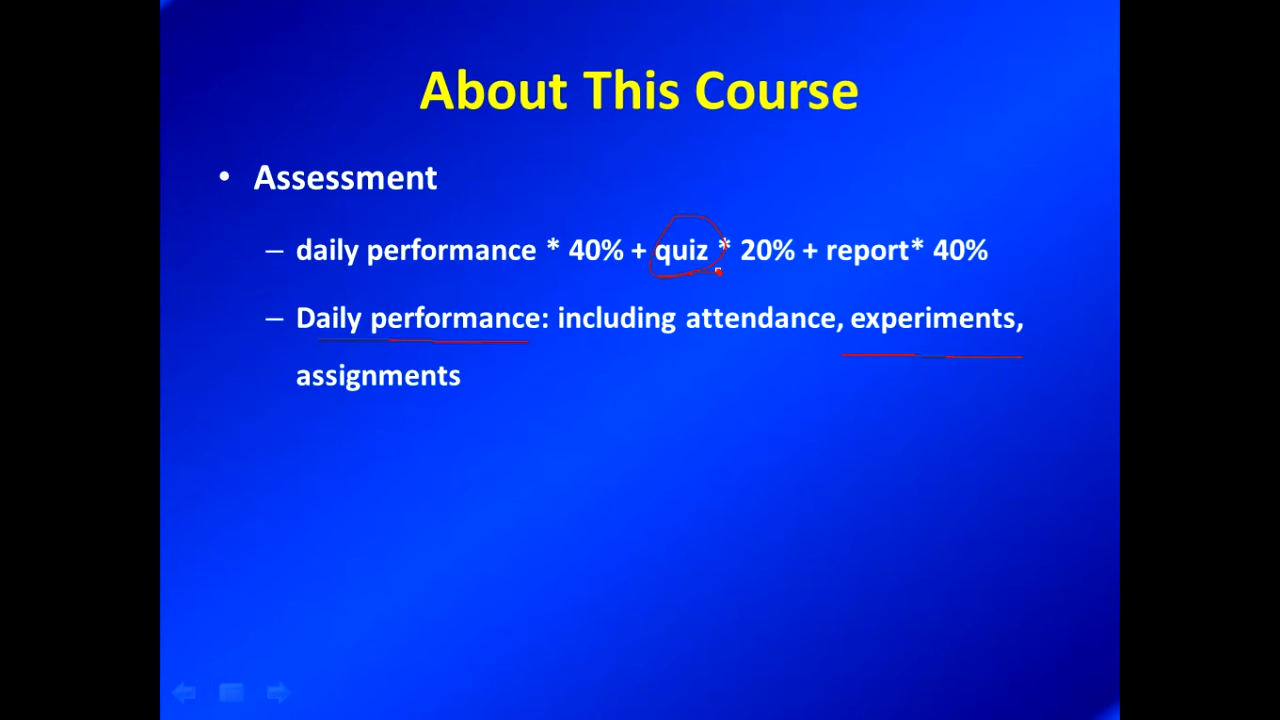 About This Course
• Assessment
– daily performance * 40% + quiz * 20% + report* 40%
– Daily performance: including attendance, experiments,
assignments